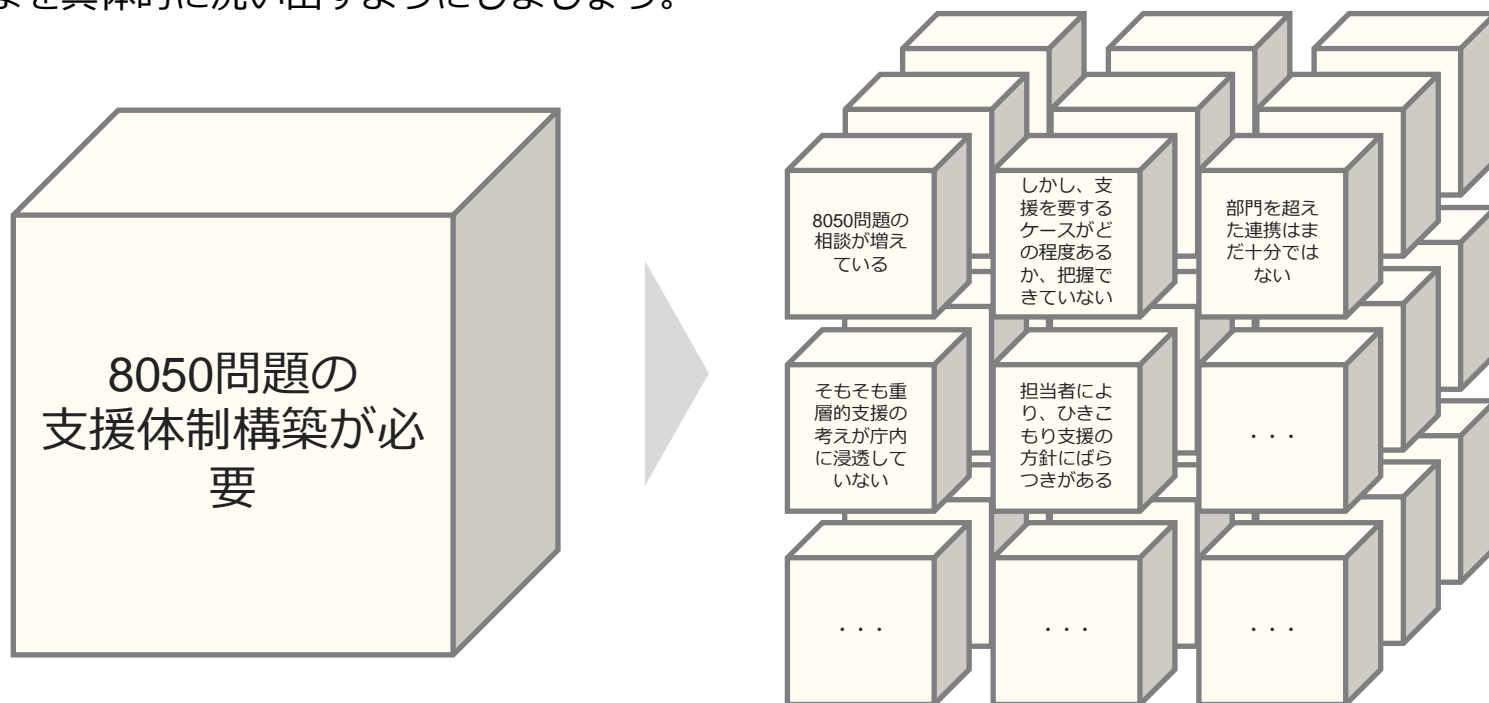 まを具体的に洗い出すようにしましょう。
8050問題の
支援体制構築が必
要
8050問題の
相談が増え
ている
しかし、支
援を要する
ケースがど
の程度ある
か、把握で
きていない
部門を超え
た連携はま
だ十分では
ない
そもそも重
層的支援の
考えが庁内
に浸透して
いない
担当者によ
り、ひきこ
もり支援の
方針にばら
つきがある
・・・
・・・
・・・
・・・